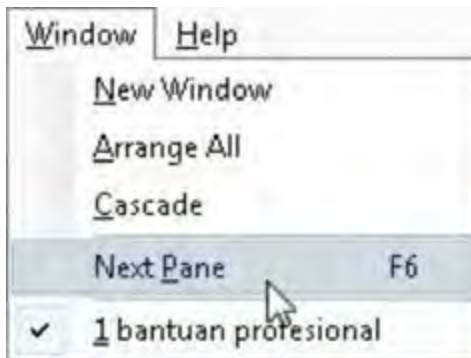 Window Help
New Window
Arrange All
Cascade
Next Pane F6
1 bantuan profesional